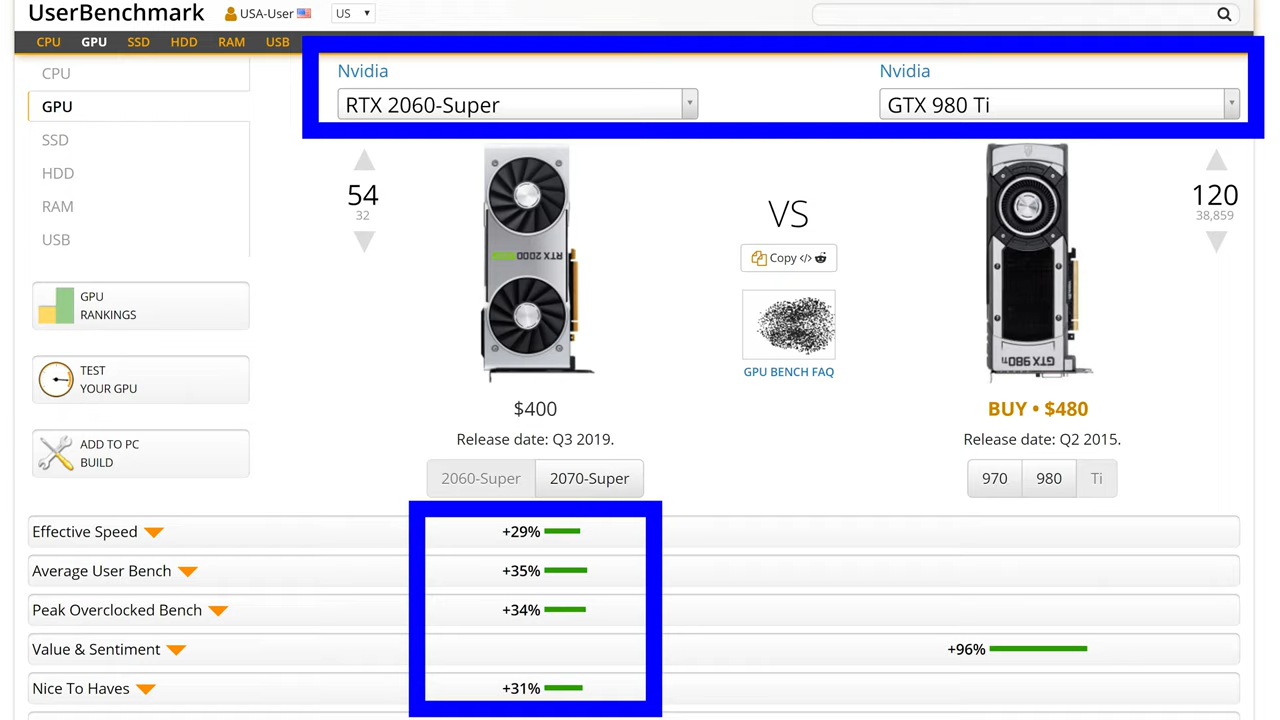 UserBenchmark USA-User US
CPU GPU SSD HDD RAM USB
CPU
GPU
SSD
HDD
RAM
USB
GPU
RANKINGS
TEST
YOUR GPU
ADD TO PC
BUILD
Nvidia
RTX 2060-Super
Nvidia
GTX 980 Ti
54
32
RTX 2000
VS
Copy </>
GPU BENCH FAQ
120
38,859
GTX 980Ti
$400
Release date: Q3 2019.
2060-Super 2070-Super
BUY • $480
Release date: Q2 2015.
970 980 Ti
Effective Speed +29%
Average User Bench +35%
Peak Overclocked Bench +34%
Value & Sentiment +96%
Nice To Haves +31%